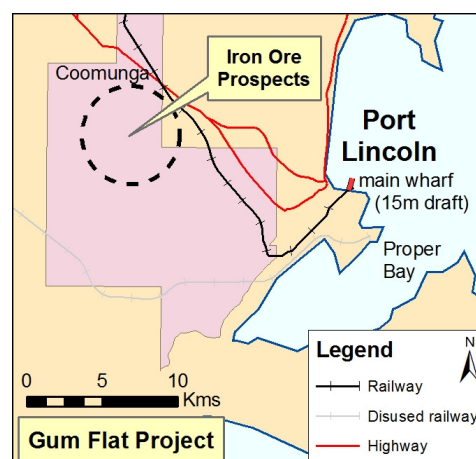 Iron Ore
Prospects
Coomunga
Port
Lincoln
main wharf
(15m draft)
Proper
Bay
Legend
N
Railway
Disused railway
Highway
0 5 10
Kms
Gum Flat Project